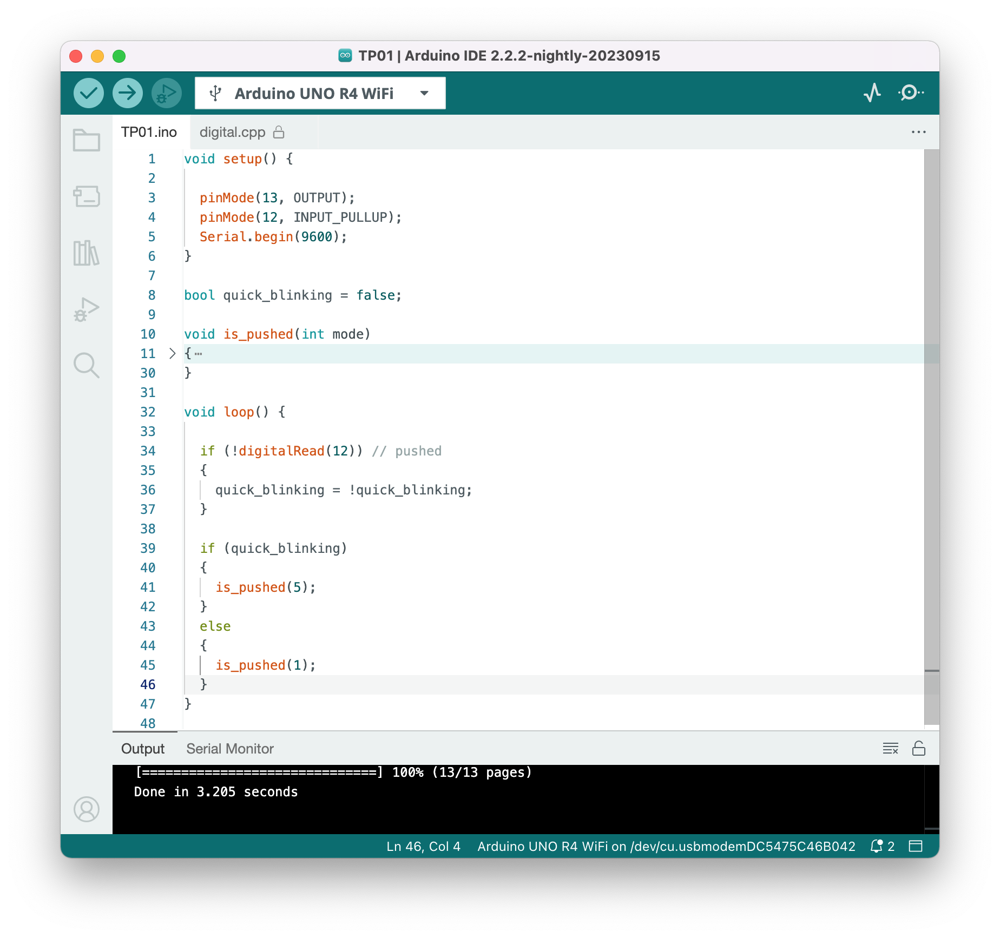 TP01 | Arduino IDE 2.2.2-nightly-20230915
Arduino UNO R4 WiFi
TP01.ino digital.cpp
1 void setup() {
2
3 pinMode(13, OUTPUT);
4 pinMode(12, INPUT_PULLUP);
5 Serial.begin(9600);
6 }
7
8 bool quick_blinking = false;
9
10 void is_pushed(int mode)
11 {⋯
30 }
31
32 void loop() {
33
34 if (!digitalRead(12)) // pushed
35 {
36 quick_blinking = !quick_blinking;
37 }
38
39 if (quick_blinking)
40 {
41 is_pushed(5);
42 }
43 else
44 {
45 is_pushed(1);
46 }
47 }
48
Output Serial Monitor
[==============================] 100% (13/13 pages)
Done in 3.205 seconds
Ln 46, Col 4 Arduino UNO R4 WiFi on /dev/cu.usbmodemDC5475C46B042 2